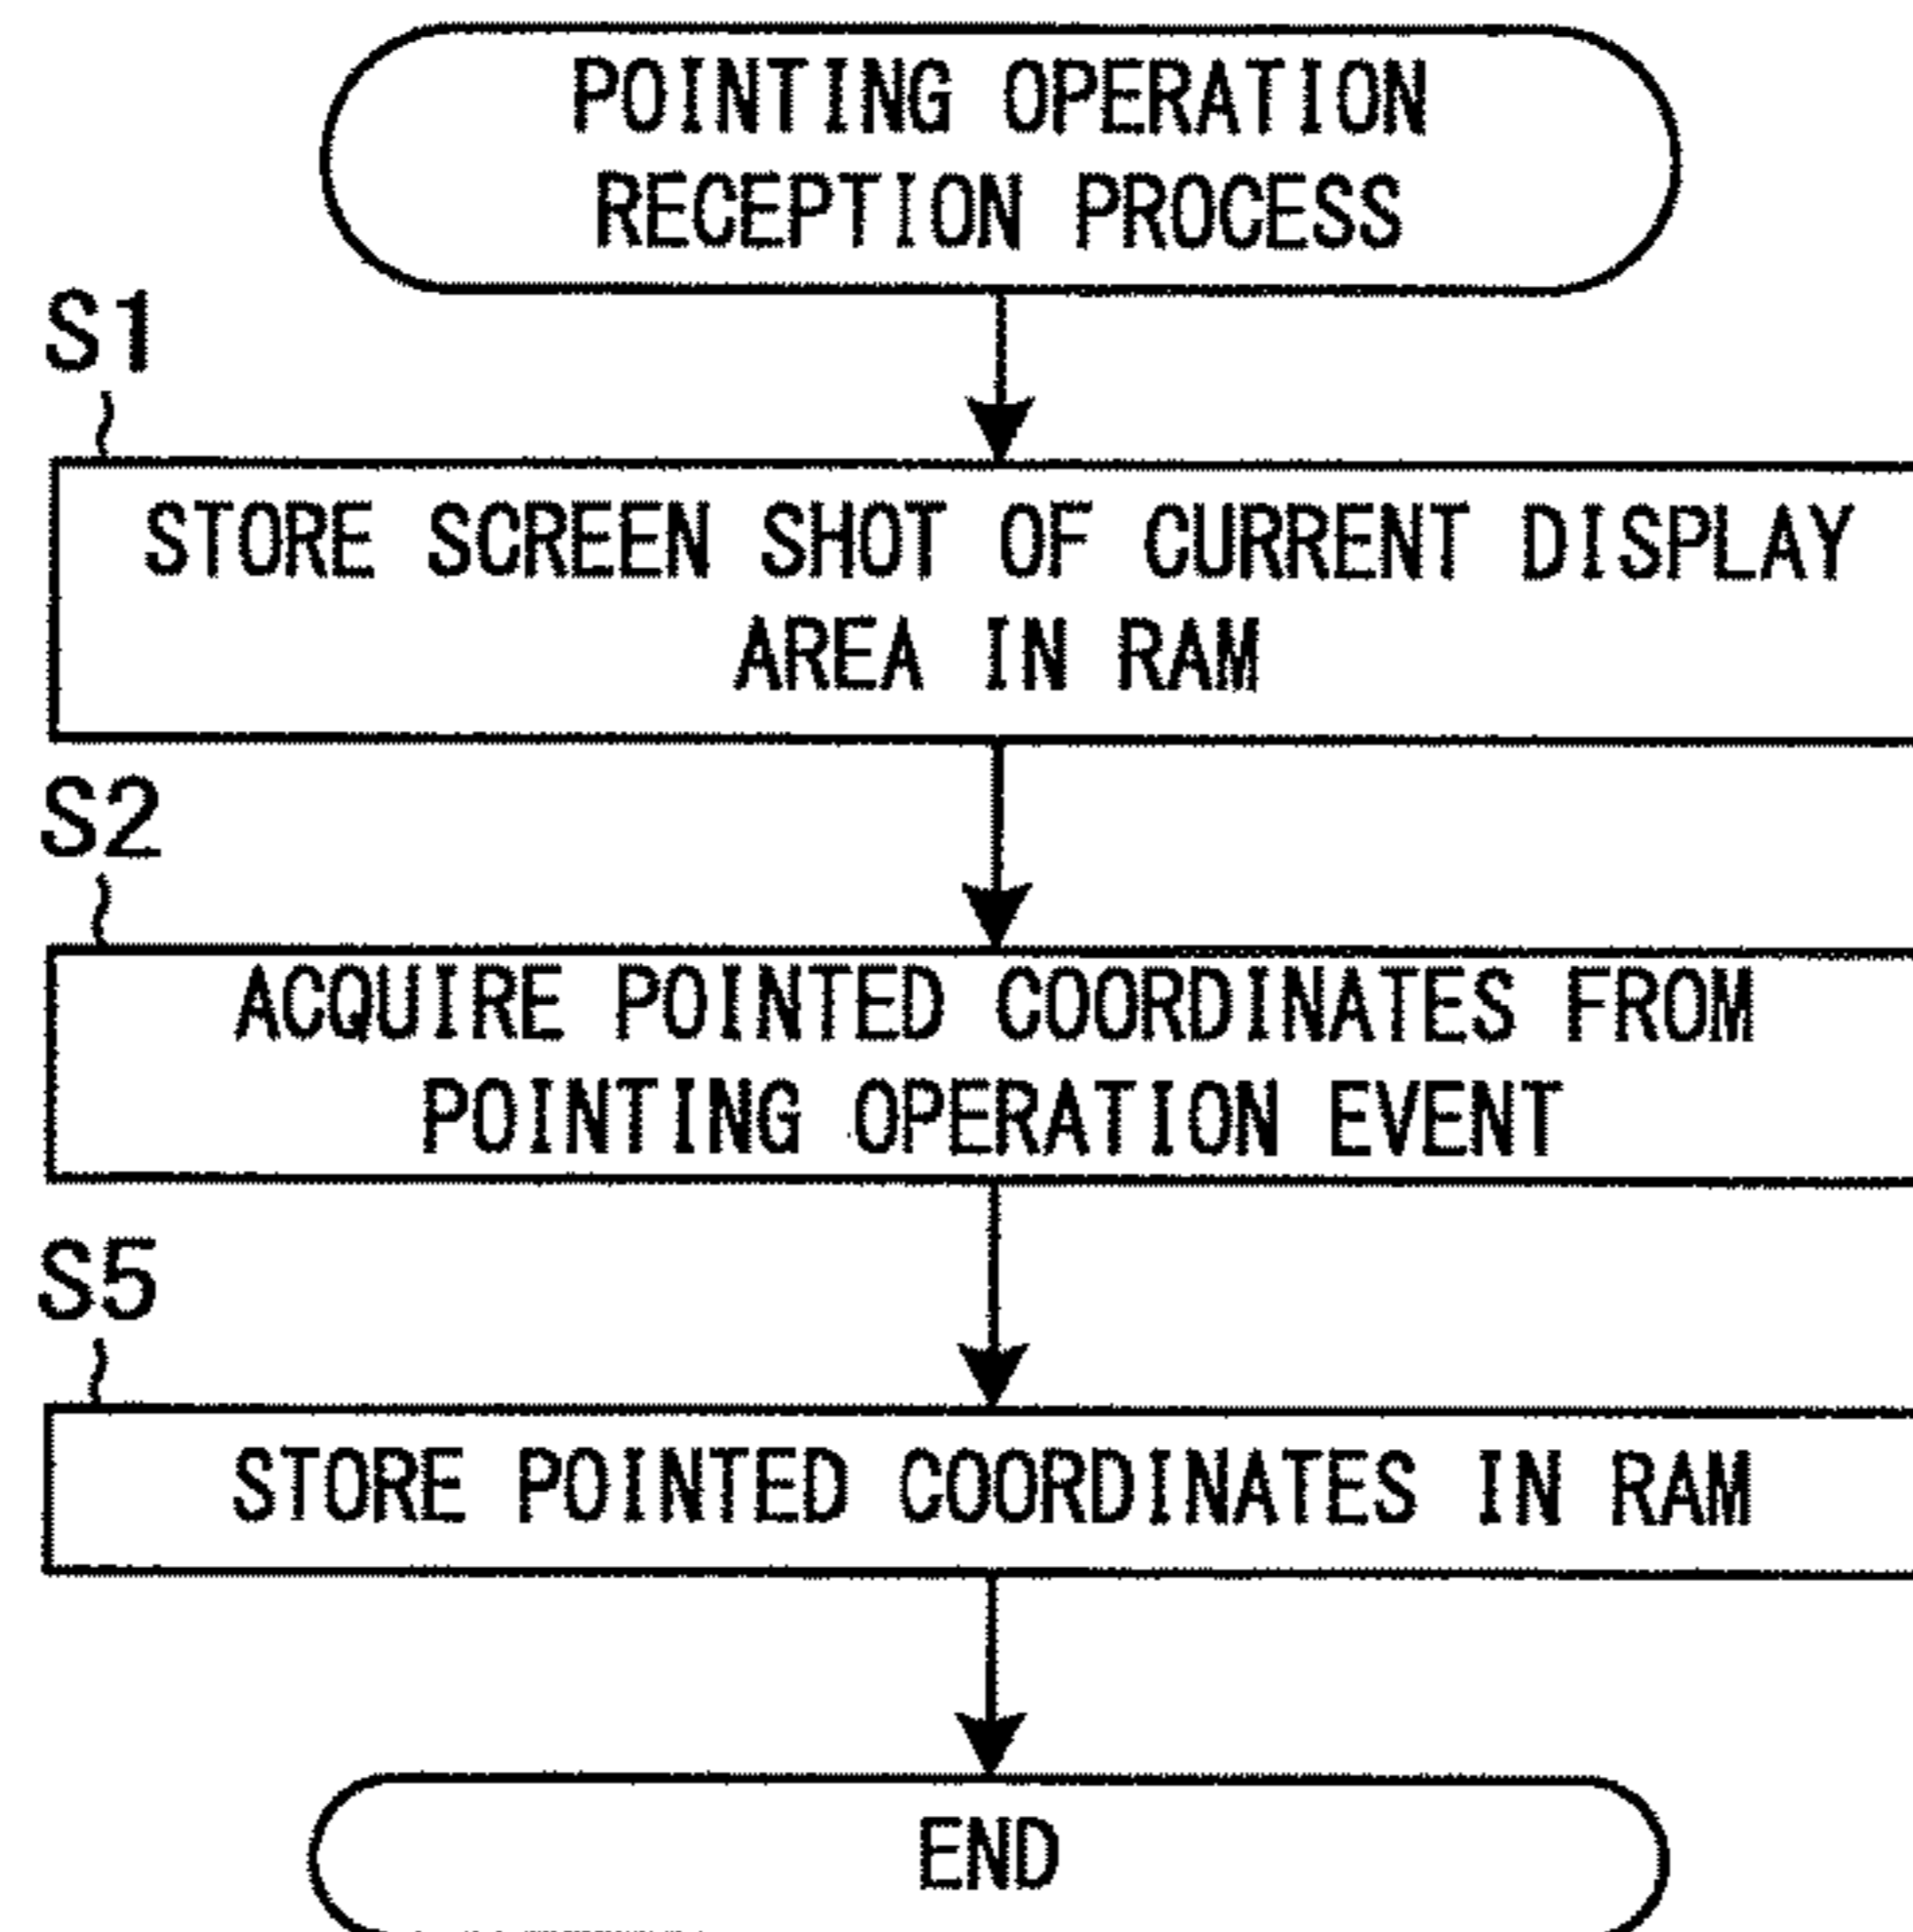 POINTING OPERATION
RECEPTION PROCESS
S1
STORE SCREEN SHOT OF CURRENT DISPLAY
AREA IN RAM
S2
ACQUIRE POINTED COORDINATES FROM
POINTING OPERATION EVENT
S5
STORE POINTED COORDINATES IN RAM
END